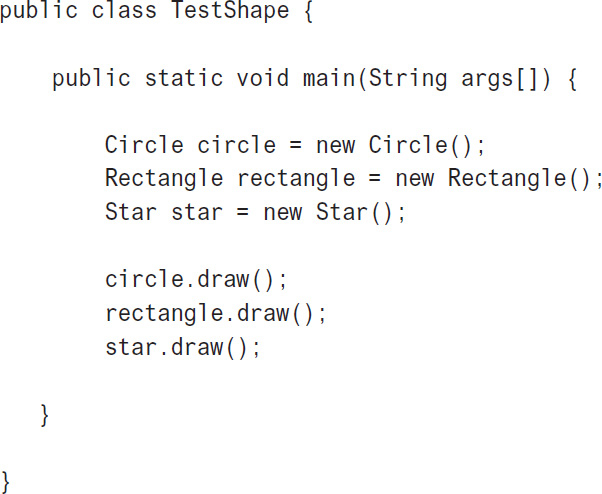 public class TestShape {
public static void main(String args[]) {
Circle circle = new Circle();
Rectangle rectangle = new Rectangle();
Star star = new Star();
circle.draw();
rectangle.draw();
star.draw();
}
}